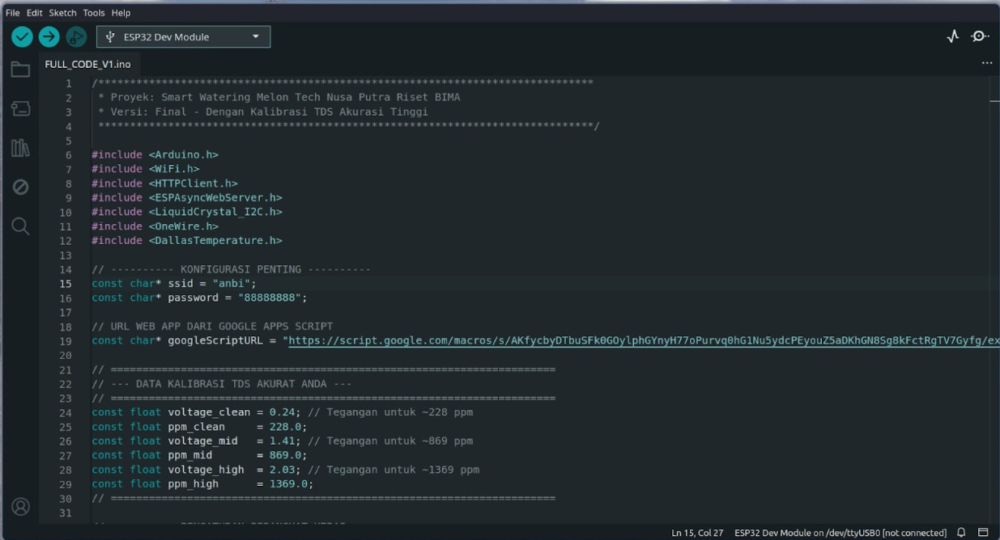 File Edit Sketch Tools Help
ESP32 Dev Module
FULL_CODE_V1.ino
1 /******************************************************************************
2 * Proyek: Smart Watering Melon Tech Nusa Putra Riset BIMA
3 * Versi: Final - Dengan Kalibrasi TDS Akurasi Tinggi
4 ******************************************************************************/
5
6 #include <Arduino.h>
7 #include <WiFi.h>
8 #include <HTTPClient.h>
9 #include <ESPAsyncWebServer.h>
10 #include <LiquidCrystal_I2C.h>
11 #include <OneWire.h>
12 #include <DallasTemperature.h>
13
14 // ---------- KONFIGURASI PENTING ----------
15 const char* ssid = "anbi";
16 const char* password = "88888888";
17
18 // URL WEB APP DARI GOOGLE APPS SCRIPT
19 const char* googleScriptURL = "https://script.google.com/macros/s/AKfycbyDTbuSFk0GOylphGYnyH77oPurvq0hG1Nu5ydcPEyouZ5aDKhGN8Sg8kFctRgTV7Gyfg/ex
20
21 // ======================================================================
22 // --- DATA KALIBRASI TDS AKURAT ANDA ---
23 // ======================================================================
24 const float voltage_clean = 0.24; // Tegangan untuk ~228 ppm
25 const float ppm_clean = 228.0;
26 const float voltage_mid = 1.41; // Tegangan untuk ~869 ppm
27 const float ppm_mid = 869.0;
28 const float voltage_high = 2.03; // Tegangan untuk ~1369 ppm
29 const float ppm_high = 1369.0;
30 // ======================================================================
31
Ln 15, Col 27 ESP32 Dev Module on /dev/ttyUSB0 [not connected]